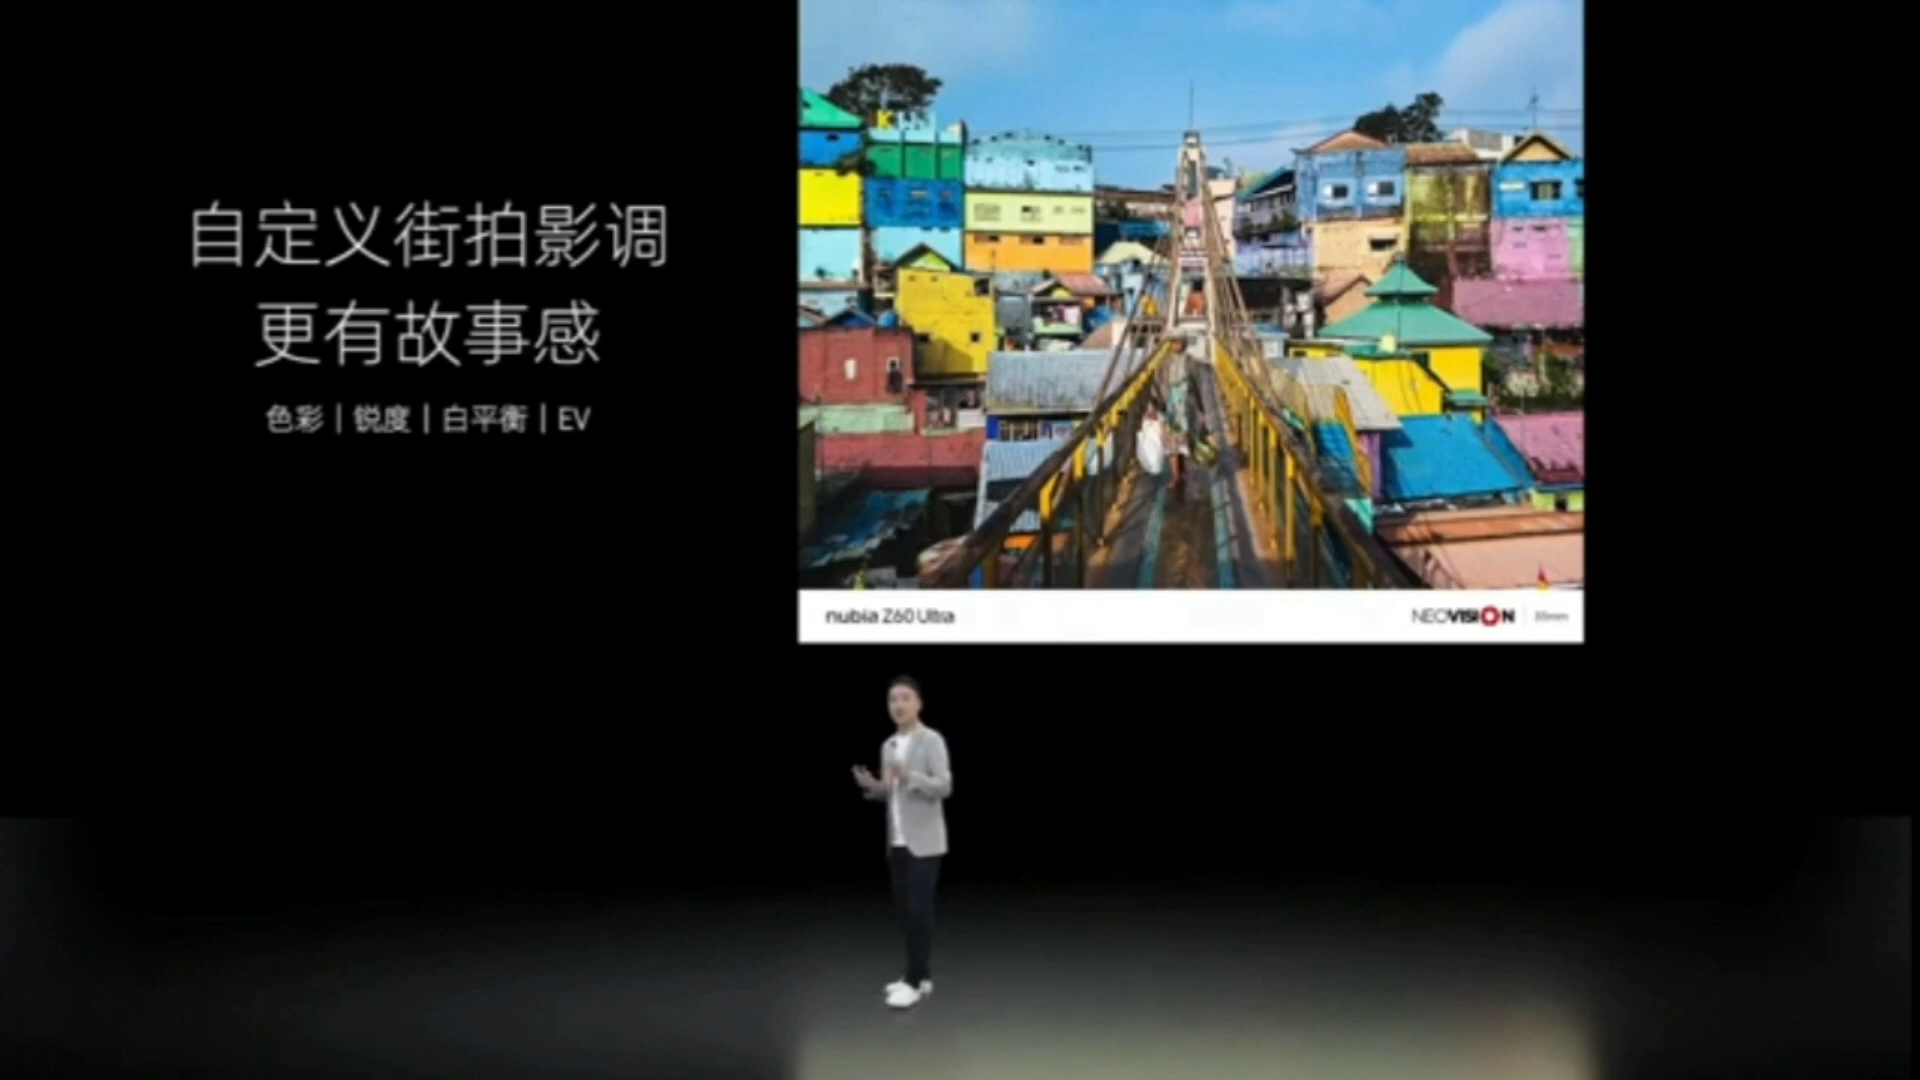 自定义街拍影调
更有故事感
色彩 | 锐度 | 白平衡 | EV
nubia Z60 Ultra
NEOVISION | 35mm